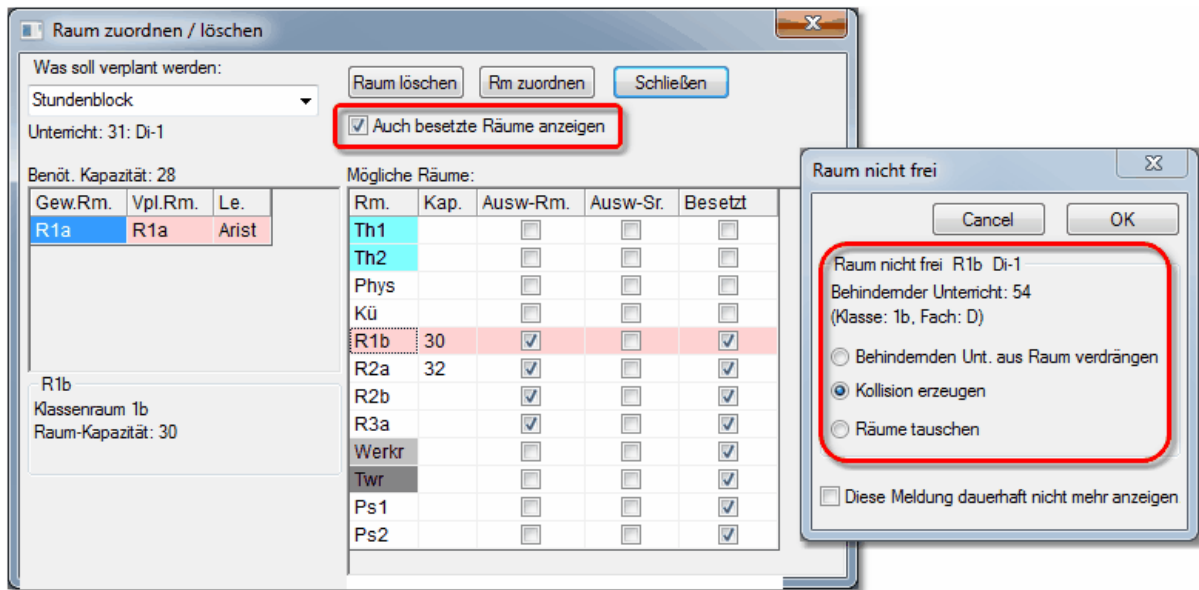 Raum zuordnen / löschen
Was soll verplant werden:
Stundenblock
Unterricht: 31: Di-1
Raum löschen Rm zuordnen Schließen
Auch besetzte Räume anzeigen
Benöt. Kapazität: 28
Gew.Rm. Vpl.Rm. Le.
R1a R1a Arist
R1b
Klassenraum 1b
Raum-Kapazität: 30
Mögliche Räume:
Rm. Kap. Ausw-Rm. Ausw-Sr. Besetzt
Th1
Th2
Phys
Kü
R1b 30
R2a 32
R2b
R3a
Werkr
Twr
Ps1
Ps2
Raum nicht frei
Cancel OK
Raum nicht frei R1b Di-1
Behindernder Unterricht: 54
(Klasse: 1b, Fach: D)
Behindernden Unt. aus Raum verdrängen
Kollision erzeugen
Räume tauschen
Diese Meldung dauerhaft nicht mehr anzeigen